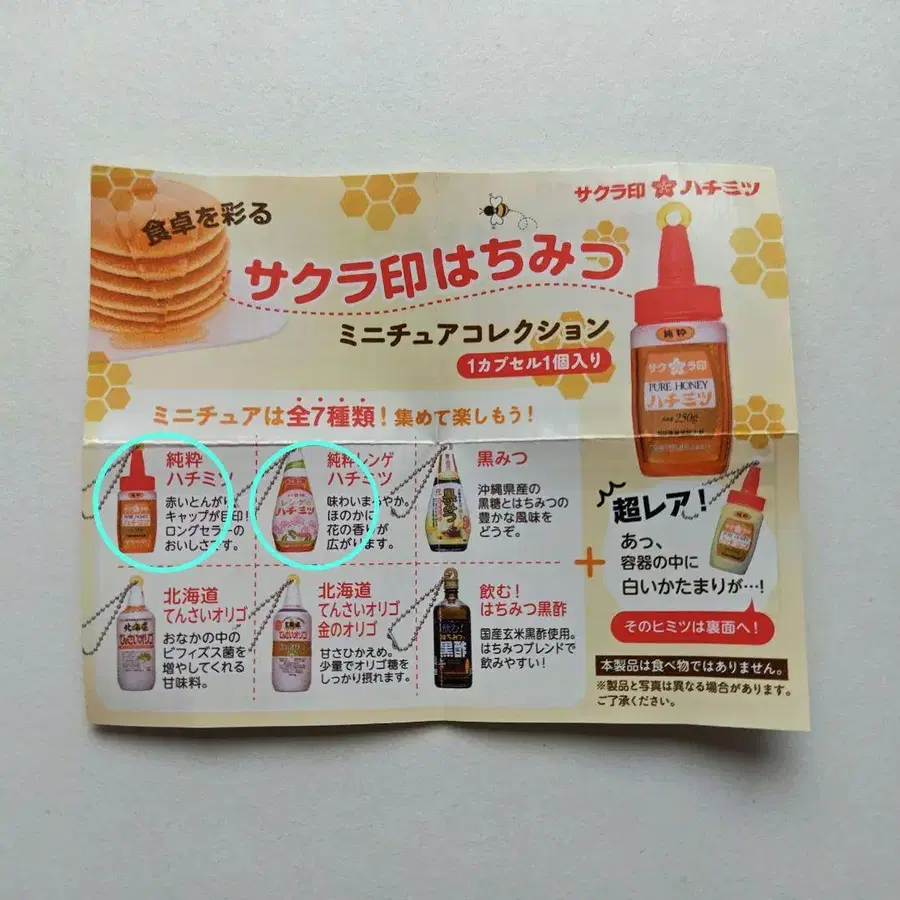 サクラ印 ハチミツ
食卓を彩る
サクラ印はちみつ
ミニチュアコレクション
1カプセル1個入り
純粋
サクラ印
PURE HONEY
ハチミツ
250g
ミニチュアは全7種類！集めて楽しもう！
純粋
ハチミツ
赤いとんがり
キャップが目印！
ロングセラーの
おいしさです。
純粋レンゲ
ハチミツ
味わいまろやか。
ほのかに
花の香りが
広がります。
黒みつ
沖縄県産の
黒糖とはちみつの
豊かな風味を
どうぞ。
北海道
てんさいオリゴ
おなかの中の
ビフィズス菌を
増やしてくれる
甘味料。
北海道
てんさいオリゴ
金のオリゴ
甘さひかえめ。
少量でオリゴ糖を
しっかり摂れます。
飲む！
はちみつ黒酢
国産玄米黒酢使用。
はちみつブレンドで
飲みやすい！
+
超レア！
あっ、
容器の中に
白いかたまりが…！
そのヒミツは裏面へ！
本製品は食べ物ではありません。
※製品と写真は異なる場合があります。
ご了承ください。